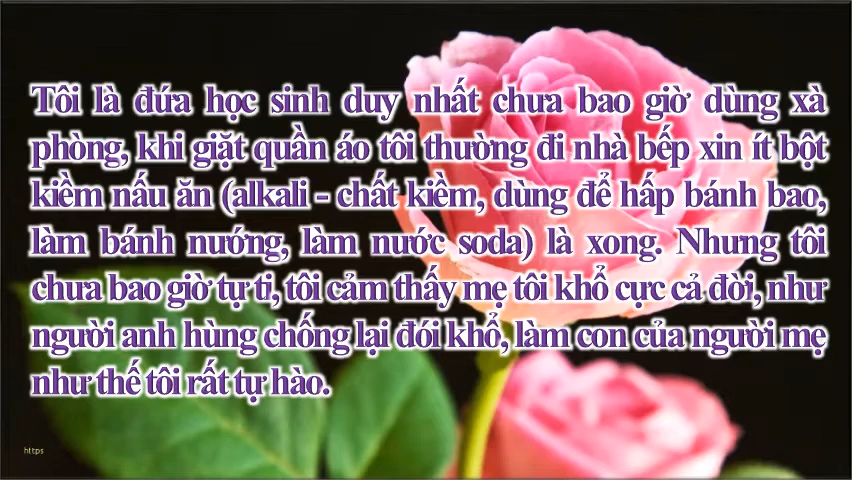 Tôi là đứa học sinh duy nhất chưa bao giờ dùng xà
phòng, khi giặt quần áo tôi thường đi nhà bếp xin ít bột
kiềm nấu ăn (alkali - chất kiềm, dùng để hấp bánh bao,
làm bánh nướng, làm nước soda) là xong. Nhưng tôi
chưa bao giờ tự ti, tôi cảm thấy mẹ tôi khổ cực cả đời, như
người anh hùng chống lại đói khổ, làm con của người mẹ
như thế tôi rất tự hào.
https